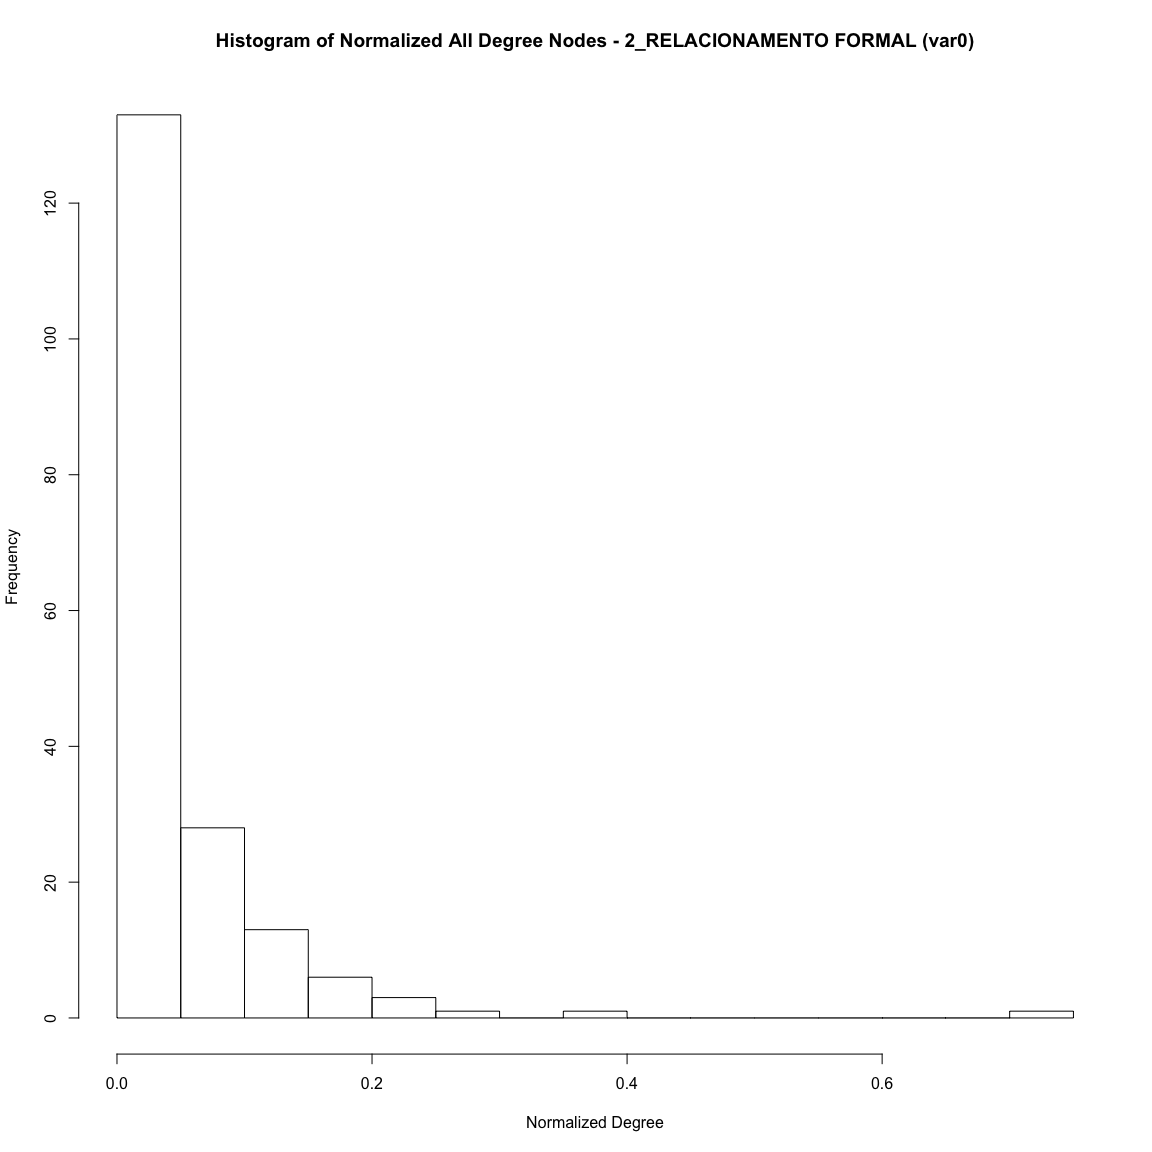 Histogram of Normalized All Degree Nodes - 2_RELACIONAMENTO FORMAL (var0)
Frequency
120
100
80
60
40
20
0
0.0 0.2 0.4 0.6
Normalized Degree